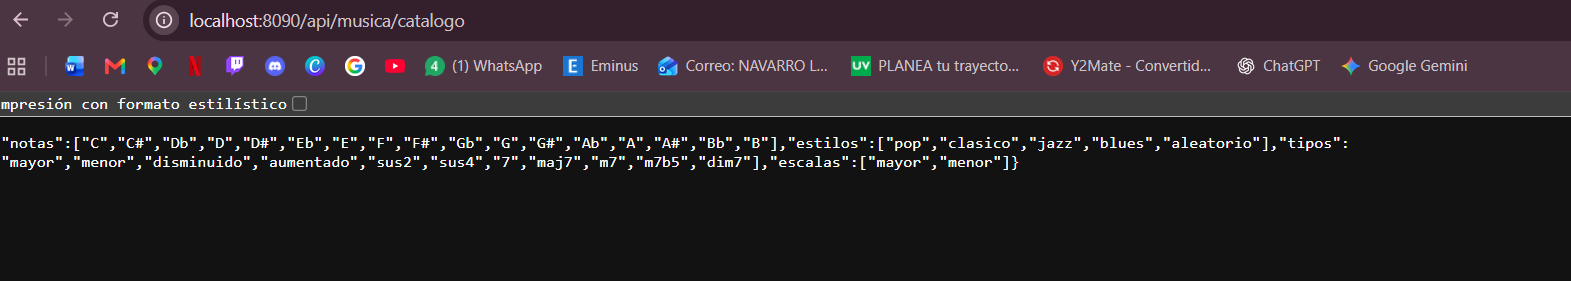 localhost:8090/api/musica/catalogo
4 (1) WhatsApp E Eminus Correo: NAVARRO L... UV PLANEA tu trayecto... Y2Mate - Convertid... ChatGPT Google Gemini
mpresión con formato estilístico
"notas":["C","C#","Db","D","D#","Eb","E","F","F#","Gb","G","G#","Ab","A","A#","Bb","B"],"estilos":["pop","clasico","jazz","blues","aleatorio"],"tipos":
"mayor","menor","disminuido","aumentado","sus2","sus4","7","maj7","m7","m7b5","dim7"],"escalas":["mayor","menor"]}